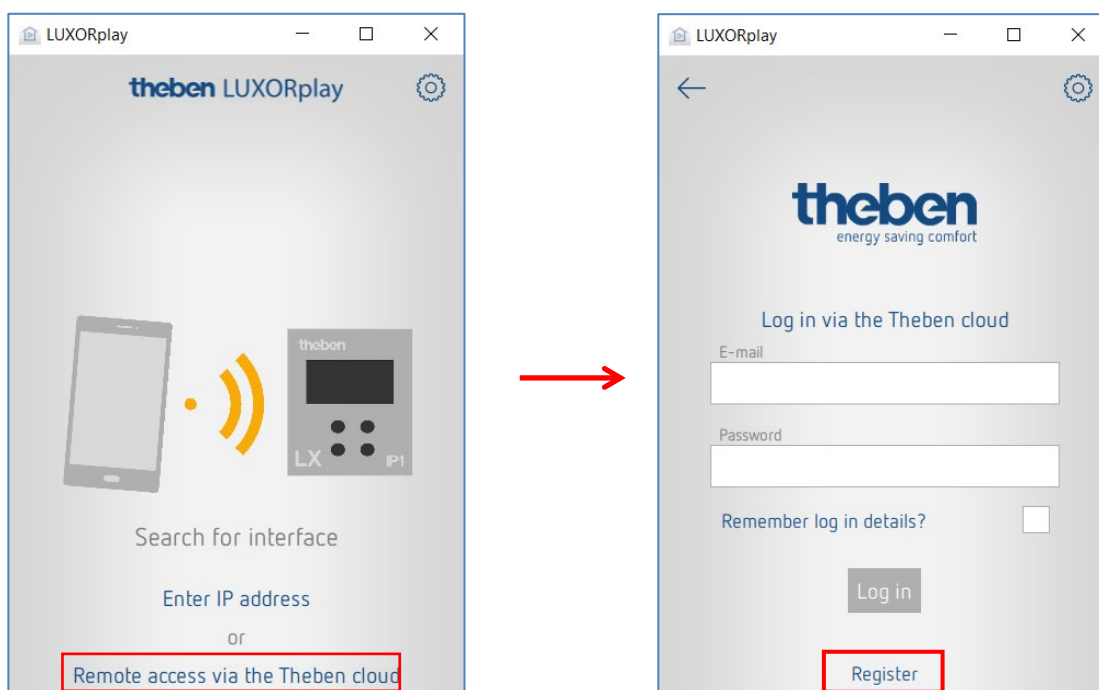 LUXORplay
theben LUXORplay
theben
LX
IP1
Search for interface
Enter IP address
or
Remote access via the Theben cloud
LUXORplay
theben
energy saving comfort
Log in via the Theben cloud
E-mail
Password
Remember log in details?
Log in
Register